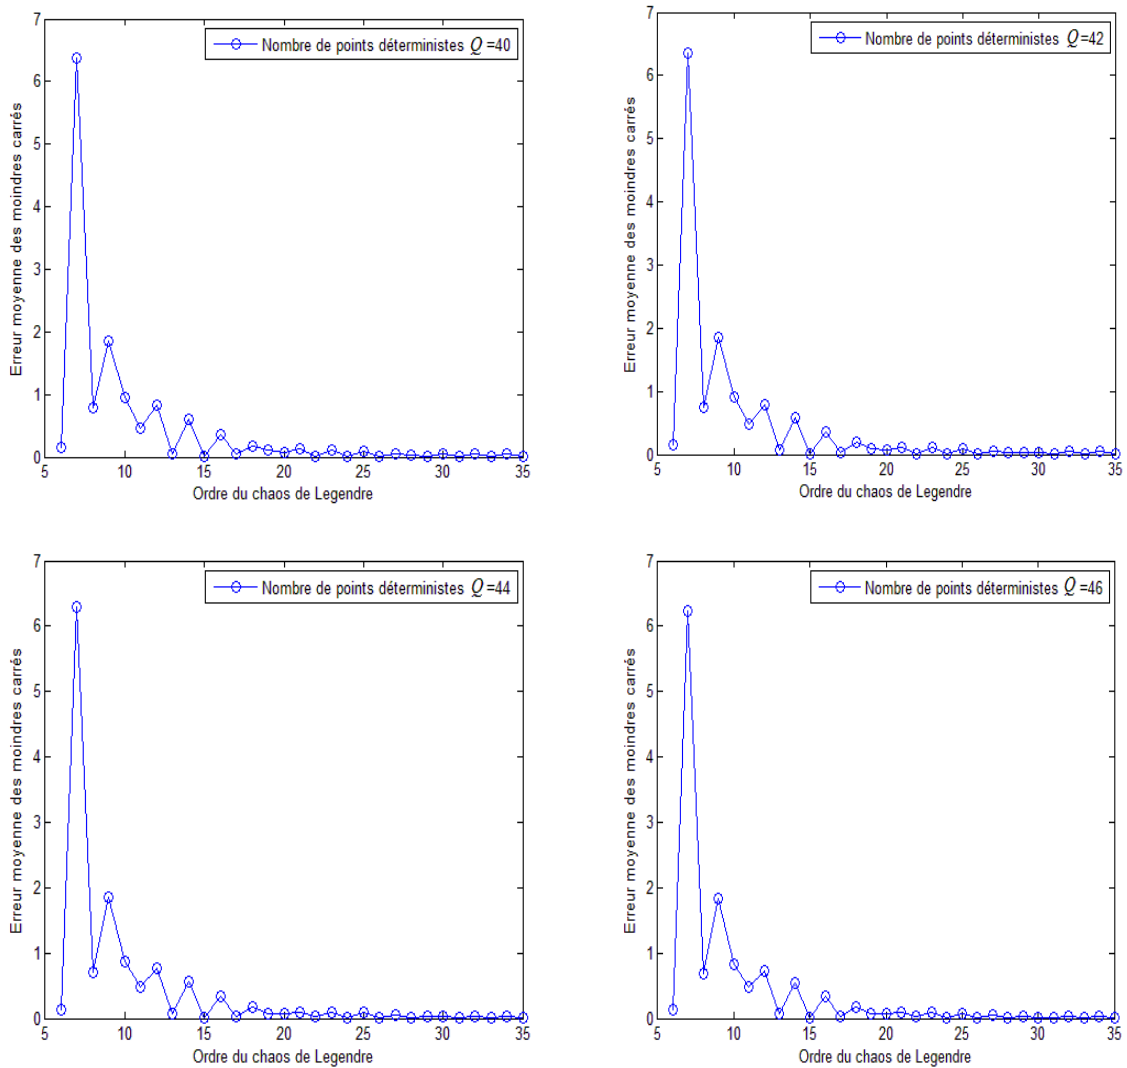 Nombre de points déterministes Q =40
Erreur moyenne des moindres carrés
7
6
5
4
3
2
1
0
5 10 15 20 25 30 35
Ordre du chaos de Legendre
Nombre de points déterministes Q =42
Erreur moyenne des moindres carrés
7
6
5
4
3
2
1
0
5 10 15 20 25 30 35
Ordre du chaos de Legendre
Nombre de points déterministes Q =44
Erreur moyenne des moindres carrés
7
6
5
4
3
2
1
0
5 10 15 20 25 30 35
Ordre du chaos de Legendre
Nombre de points déterministes Q =46
Erreur moyenne des moindres carrés
7
6
5
4
3
2
1
0
5 10 15 20 25 30 35
Ordre du chaos de Legendre